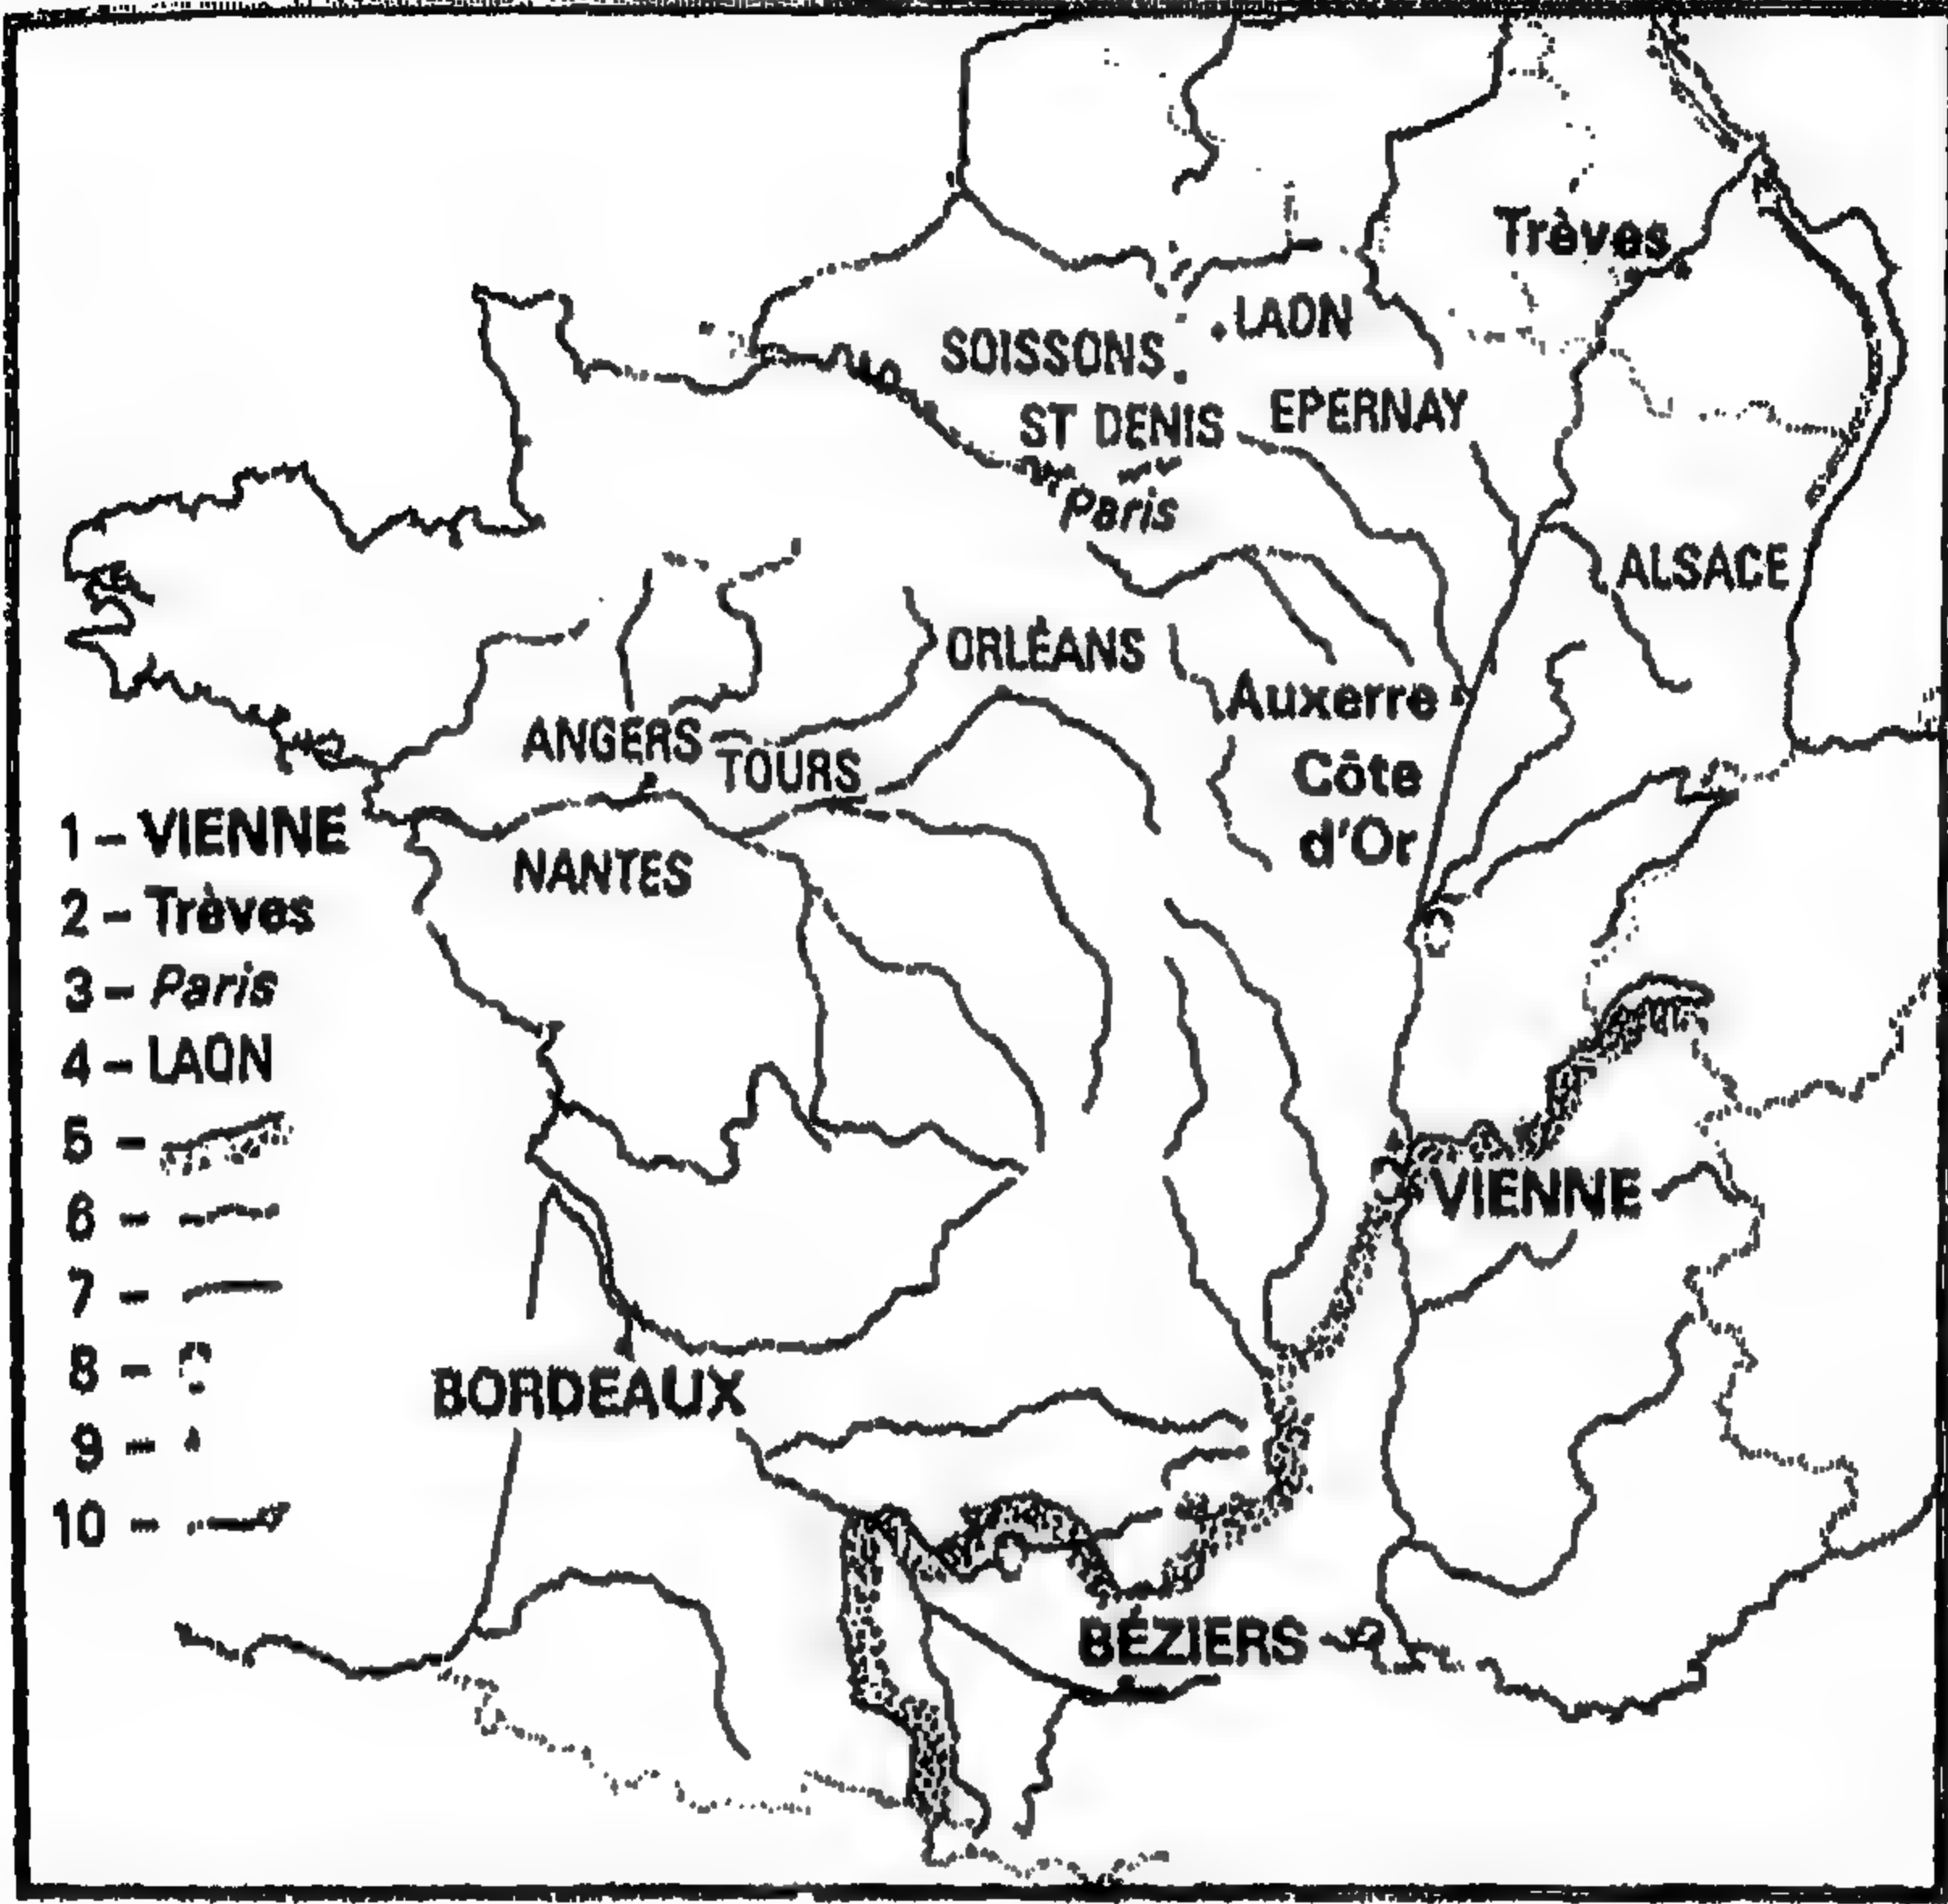 Trèves
LAON
SOISSONS
ST DENIS
EPERNAY
Paris
ALSACE
ORLÉANS
Auxerre
ANGERS
TOURS
Côte
d'Or
1 – VIENNE
NANTES
2 – Trèves
3 – Paris
4 – LAON
5 –
6 –
7 –
8 –
9 –
10 –
VIENNE
BORDEAUX
BÉZIERS